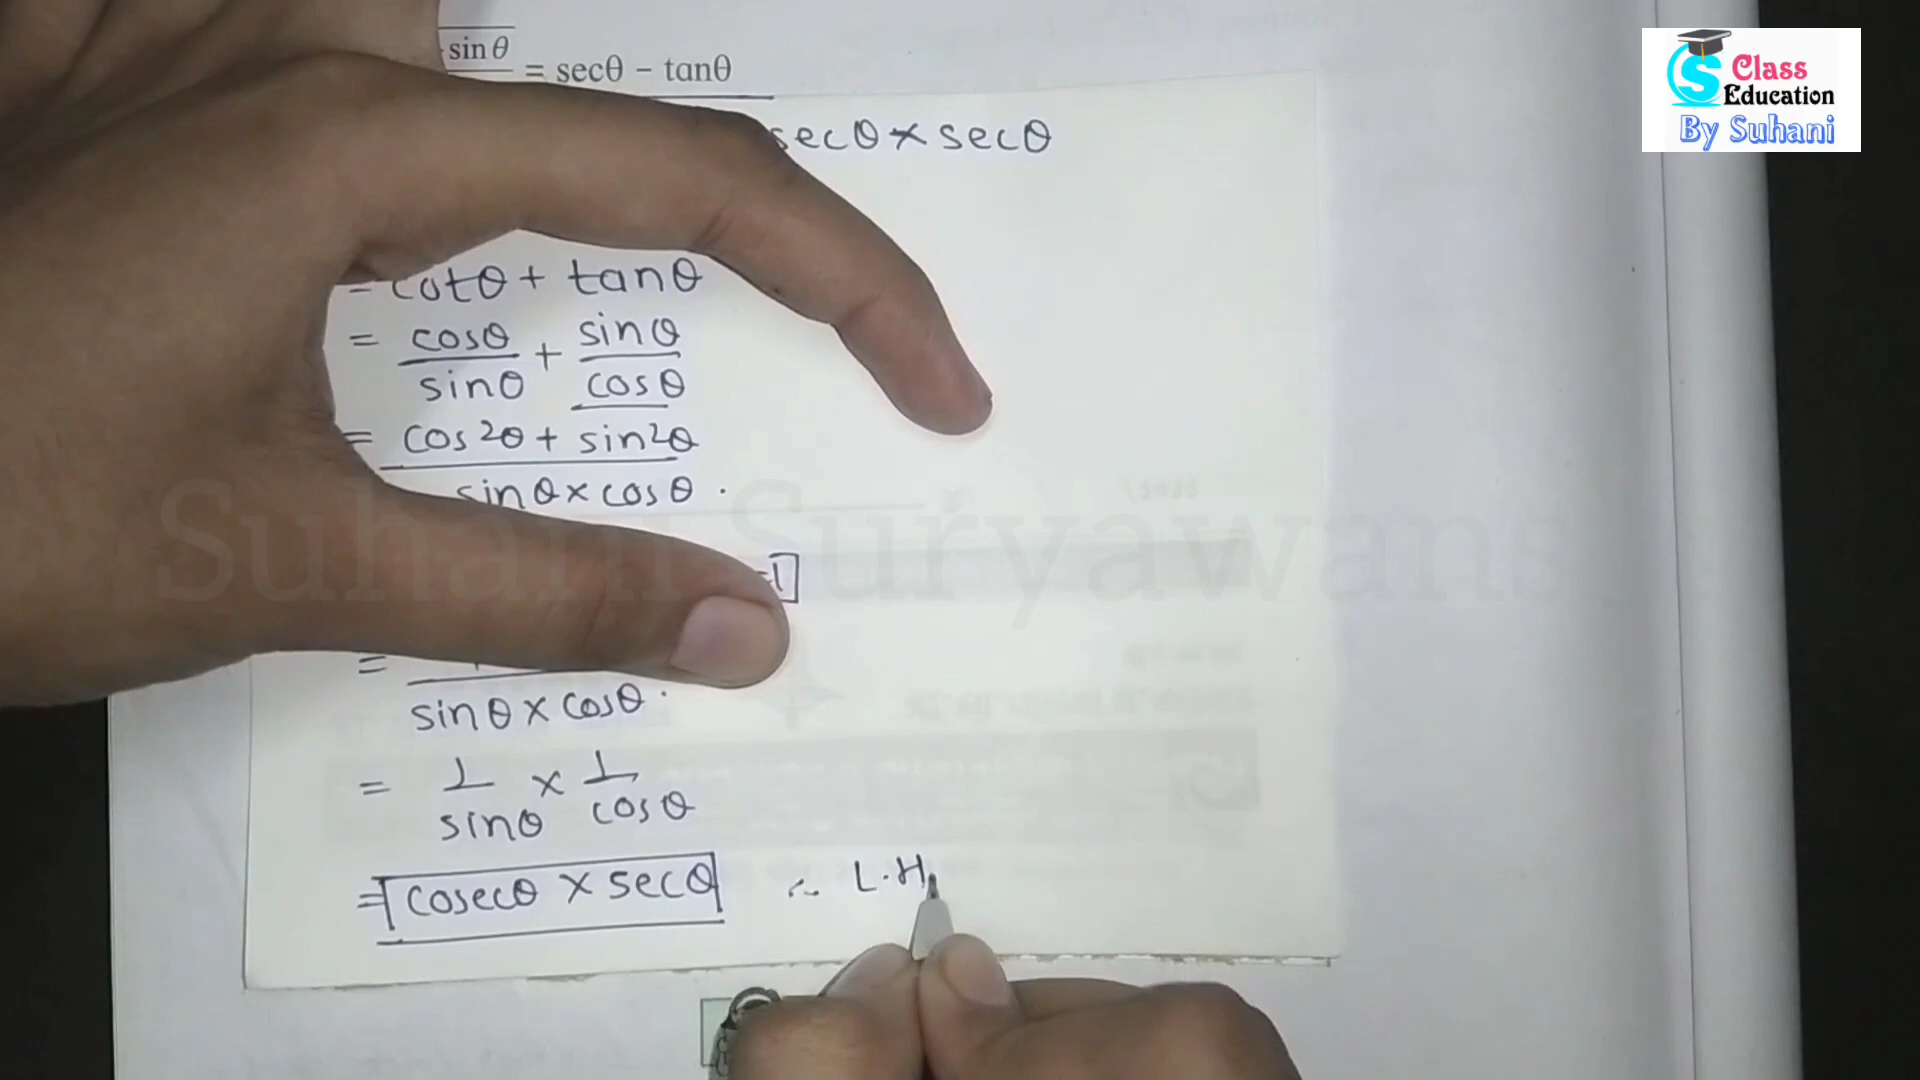 sin θ
= secθ – tanθ
secθ × secθ
= cotθ + tanθ
= cosθ/sinθ + sinθ/cosθ
= cos²θ + sin²θ
sinθ × cosθ .
1
=
sinθ × cosθ .
= 1/sinθ × 1/cosθ
= cosecθ × secθ ∴ L.H.
Class
Education
By Suhani
Suhani Suryawans